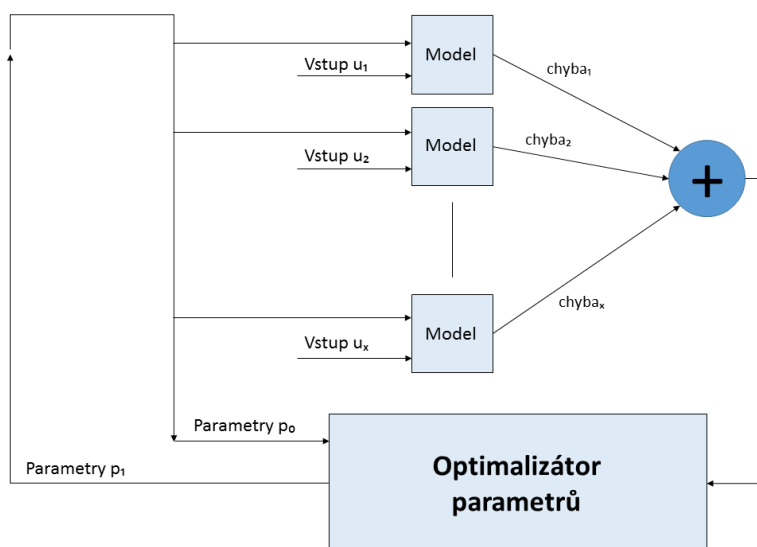 Model
Vstup u₁
chyba₁
Model
Vstup u₂
chyba₂
+
Model
Vstup uₓ
chybaₓ
Parametry p₀
Parametry p₁
Optimalizátor
parametrů